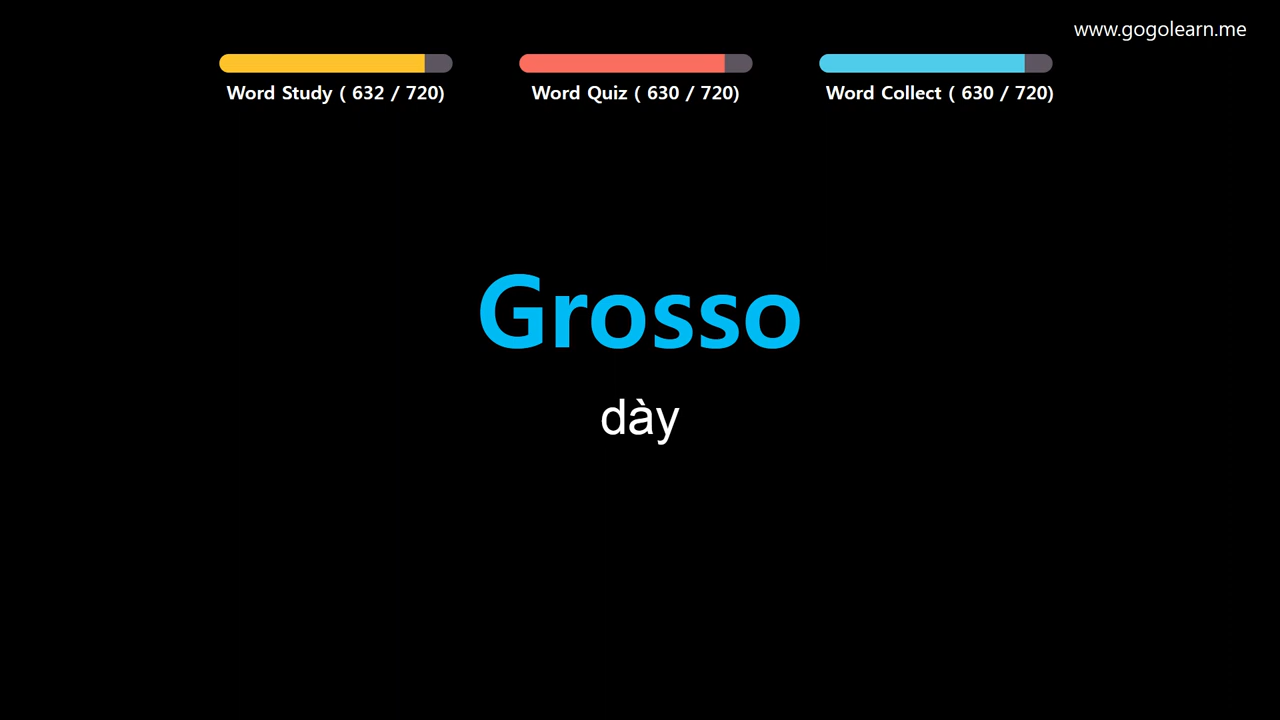 www.gogolearn.me
Word Study ( 632 / 720)
Word Quiz ( 630 / 720)
Word Collect ( 630 / 720)
Grosso
dày